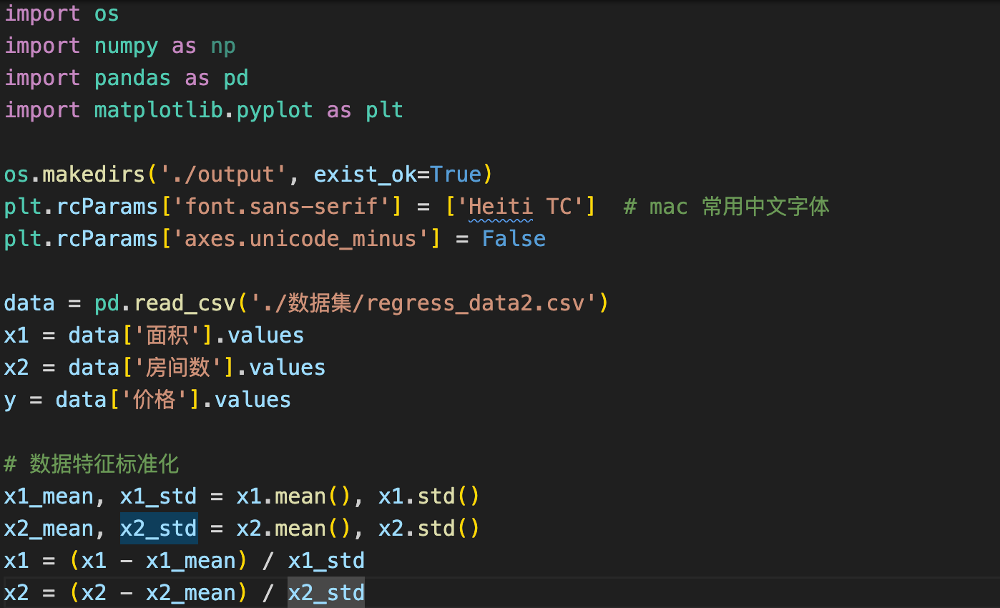 import os
import numpy as np
import pandas as pd
import matplotlib.pyplot as plt
os.makedirs('./output', exist_ok=True)
plt.rcParams['font.sans-serif'] = ['Heiti TC']  # mac 常用中文字体
plt.rcParams['axes.unicode_minus'] = False
data = pd.read_csv('./数据集/regress_data2.csv')
x1 = data['面积'].values
x2 = data['房间数'].values
y = data['价格'].values
# 数据特征标准化
x1_mean, x1_std = x1.mean(), x1.std()
x2_mean, x2_std = x2.mean(), x2.std()
x1 = (x1 - x1_mean) / x1_std
x2 = (x2 - x2_mean) / x2_std